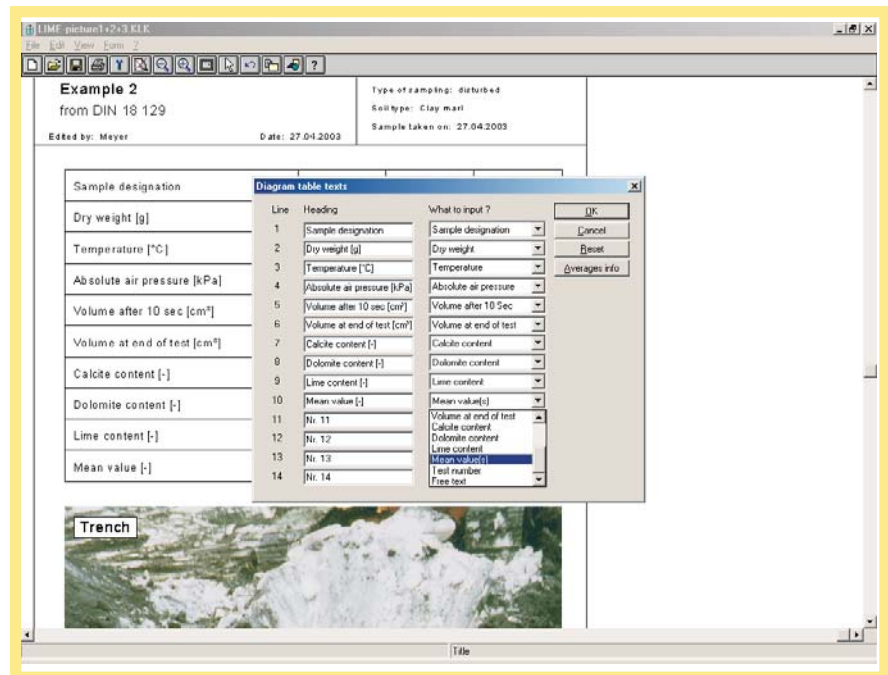 LIME-picture1+2+3.KLK
File Edit View Form ?
Example 2
from DIN 18 129
Edited by: Meyer Date: 27.04.2003
Type of sampling: disturbed
Soil type: Clay marl
Sample taken on: 27.04.2003
Sample designation
Dry weight [g]
Temperature [°C]
Absolute air pressure [kPa]
Volume after 10 sec [cm³]
Volume at end of test [cm³]
Calcite content [-]
Dolomite content [-]
Lime content [-]
Mean value [-]
Diagram table texts
Line Heading What to input ?
1 Sample designation Sample designation
2 Dry weight [g] Dry weight
3 Temperature [°C] Temperature
4 Absolute air pressure [kPa] Absolute air pressure
5 Volume after 10 sec [cm³] Volume after 10 Sec
6 Volume at end of test [cm³] Volume at end of test
7 Calcite content [-] Calcite content
8 Dolomite content [-] Dolomite content
9 Lime content [-] Lime content
10 Mean value [-] Mean value(s)
11 Nr. 11
12 Nr. 12
13 Nr. 13
14 Nr. 14
Volume at end of test
Calcite content
Dolomite content
Lime content
Mean value(s)
Test number
Free text
OK
Cancel
Reset
Averages info
Trench
Title